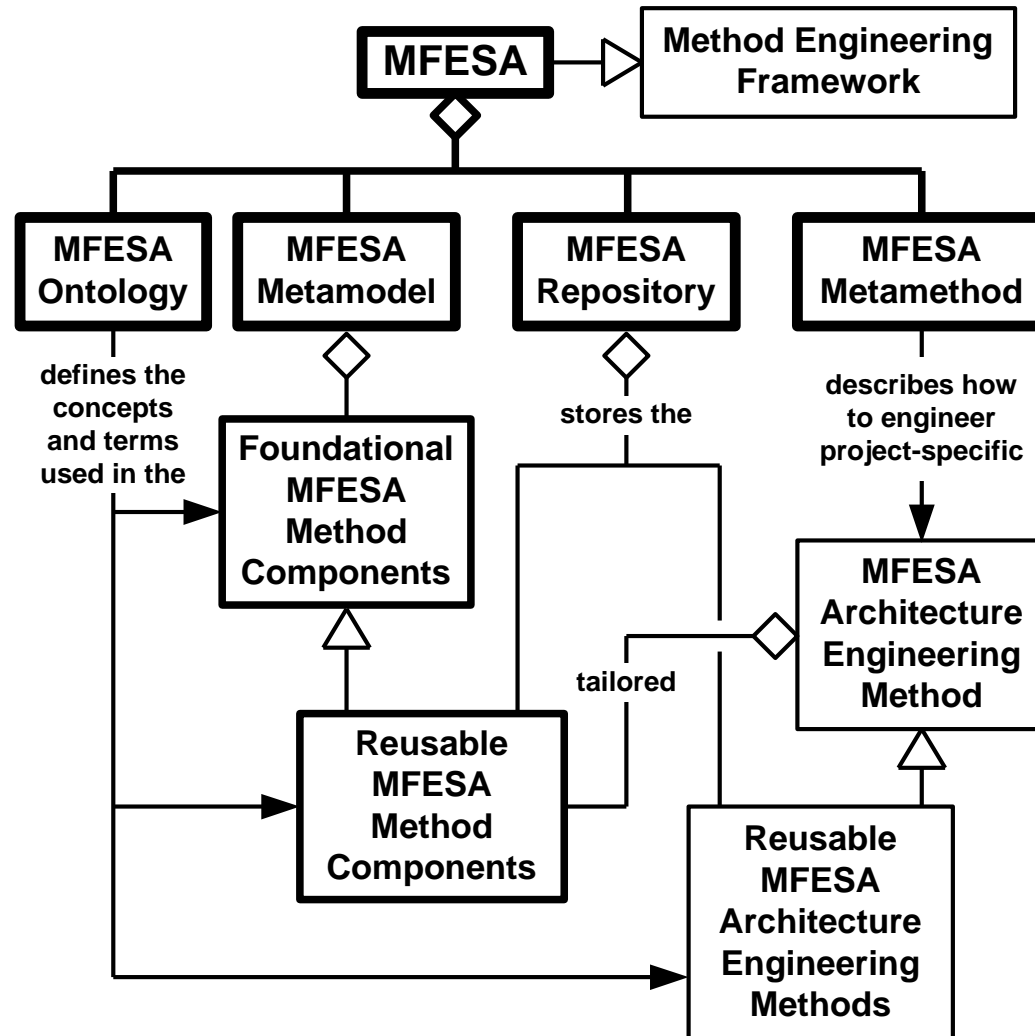 MFESA
Method Engineering
Framework
MFESA
Ontology
MFESA
Metamodel
MFESA
Repository
MFESA
Metamethod
defines the
concepts
and terms
used in the
stores the
describes how
to engineer
project-specific
Foundational
MFESA
Method
Components
MFESA
Architecture
Engineering
Method
tailored
Reusable
MFESA
Method
Components
Reusable
MFESA
Architecture
Engineering
Methods